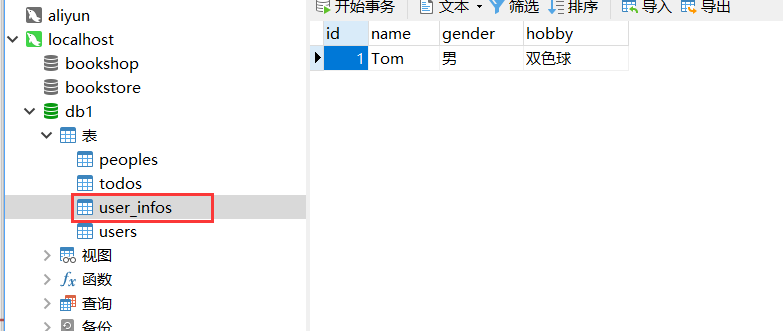 aliyun
localhost
bookshop
bookstore
db1
表
peoples
todos
user_infos
users
视图
函数
查询
备份
开始事务 文本 筛选 排序 导入 导出
id name gender hobby
1 Tom 男 双色球